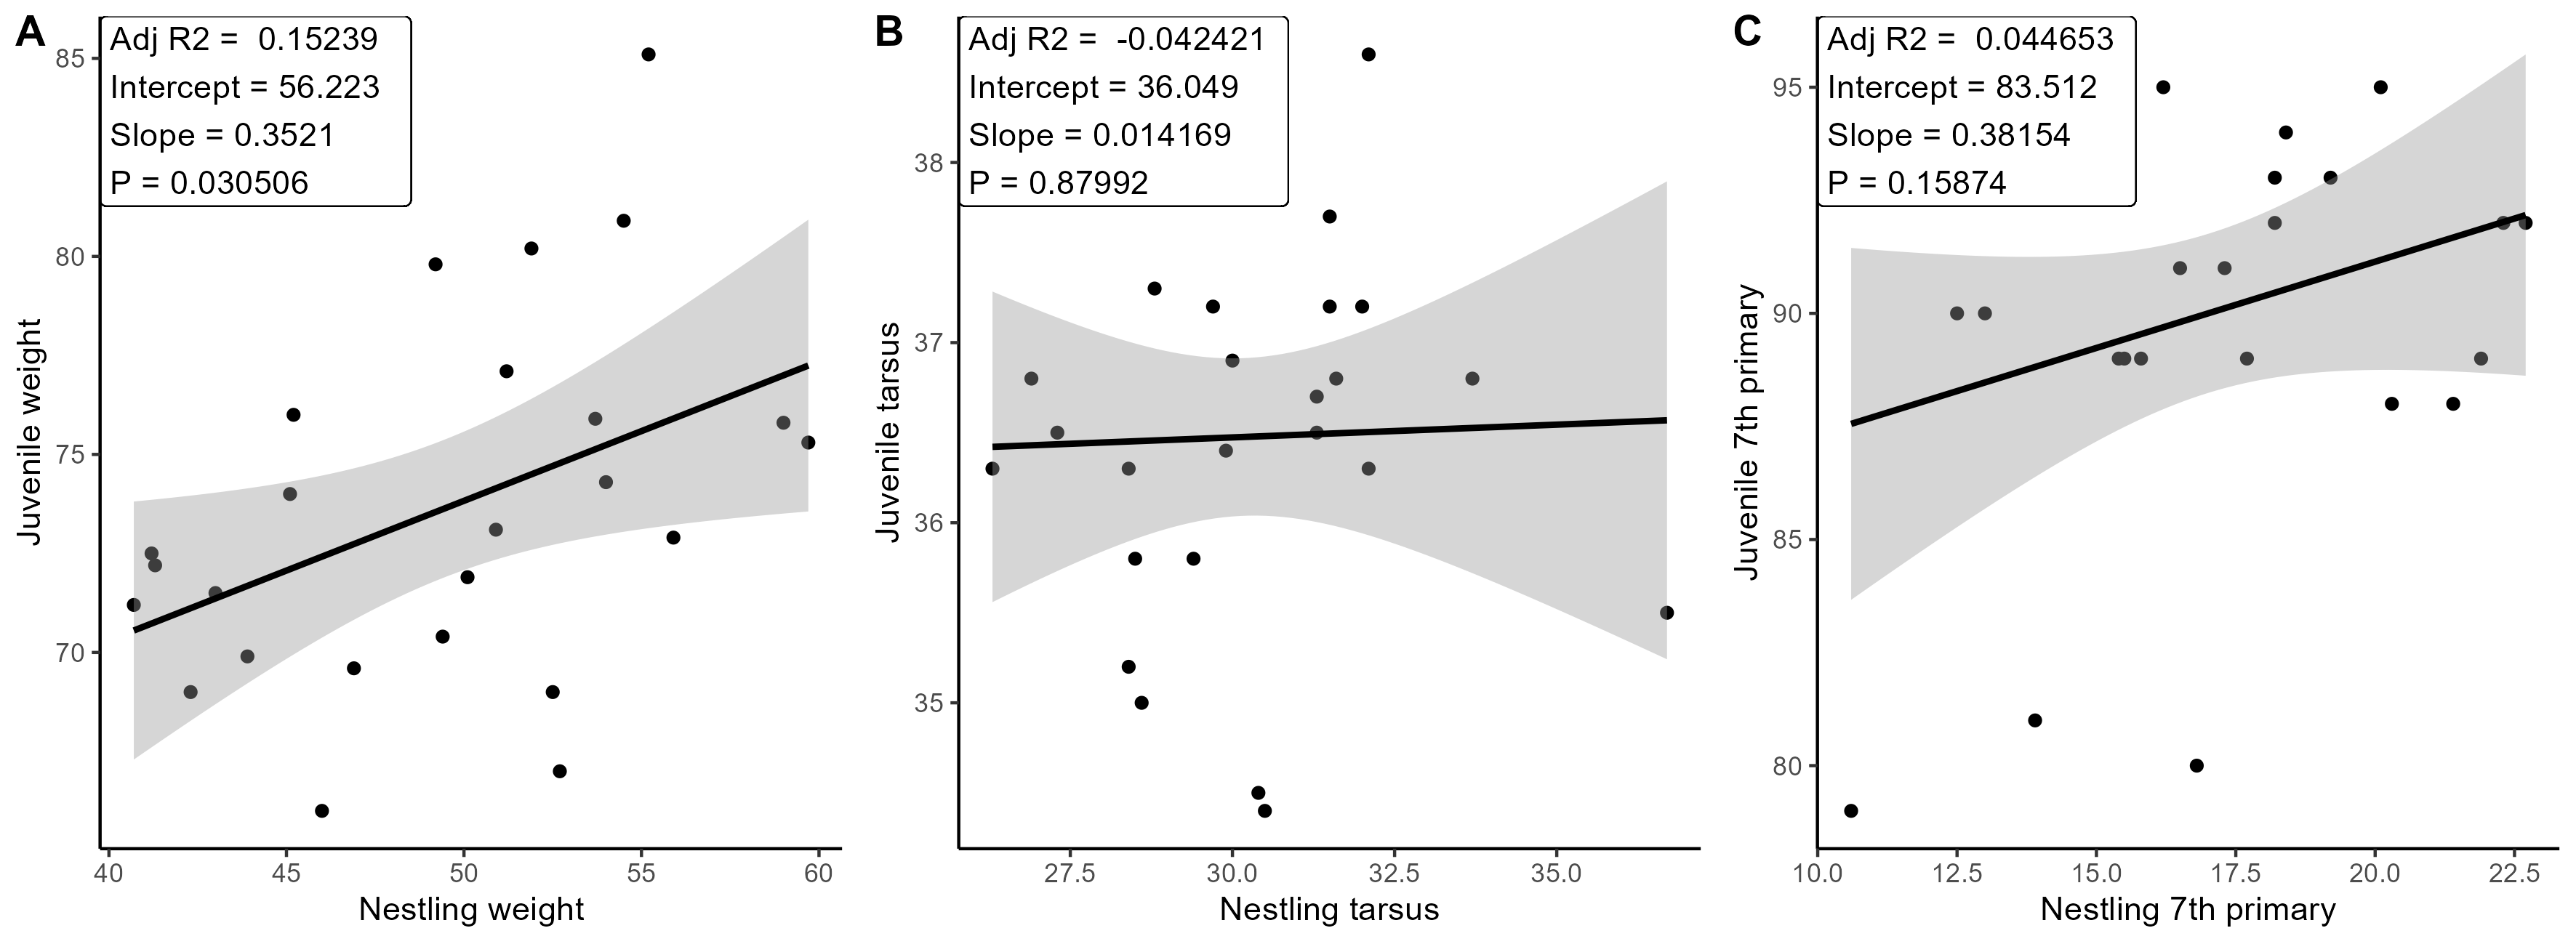 A
Adj R2 =  0.15239
Intercept = 56.223
Slope = 0.3521
P = 0.030506
85
80
75
70
Juvenile weight
40 45 50 55 60
Nestling weight
B
Adj R2 =  -0.042421
Intercept = 36.049
Slope = 0.014169
P = 0.87992
38
37
36
35
Juvenile tarsus
27.5 30.0 32.5 35.0
Nestling tarsus
C
Adj R2 =  0.044653
Intercept = 83.512
Slope = 0.38154
P = 0.15874
95
90
85
80
Juvenile 7th primary
10.0 12.5 15.0 17.5 20.0 22.5
Nestling 7th primary